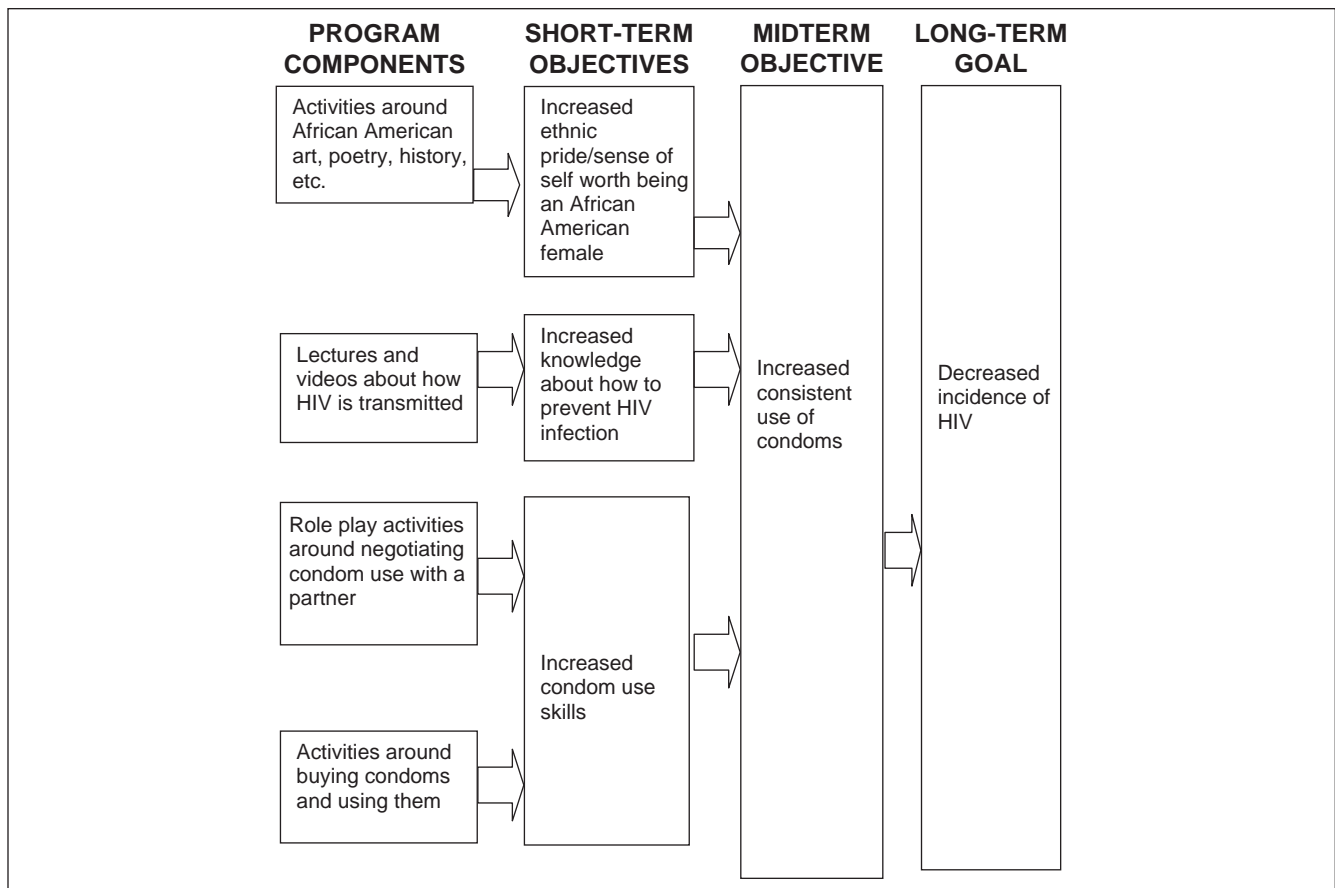 PROGRAM
COMPONENTS
SHORT-TERM
OBJECTIVES
MIDTERM
OBJECTIVE
LONG-TERM
GOAL
Activities around
African American
art, poetry, history,
etc.
Increased
ethnic
pride/sense of
self worth being
an African
American
female
Lectures and
videos about how
HIV is transmitted
Increased
knowledge
about how to
prevent HIV
infection
Increased
consistent
use of
condoms
Decreased
incidence of
HIV
Role play activities
around negotiating
condom use with a
partner
Increased
condom use
skills
Activities around
buying condoms
and using them